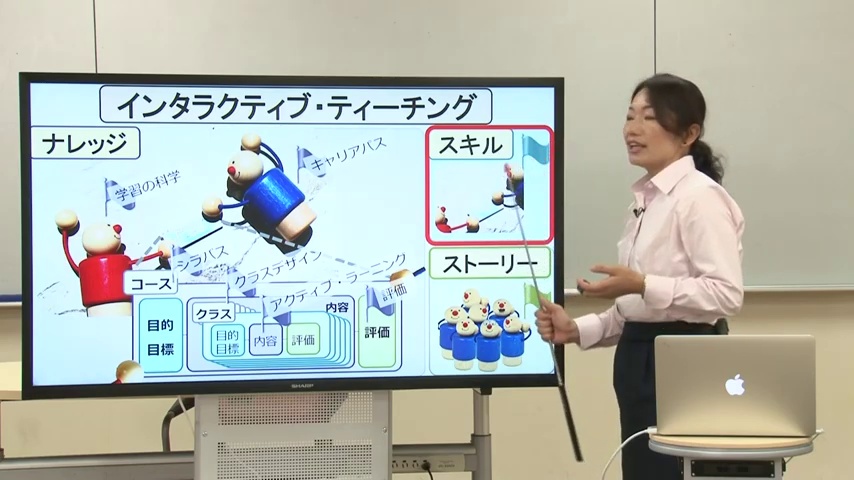 インタラクティブ・ティーチング
ナレッジ
スキル
学習の科学
キャリアパス
シラバス
クラスデザイン
アクティブ・ラーニング
評価
ストーリー
コース
目的
目標
クラス
内容
目的
目標
内容
評価
評価
SHARP